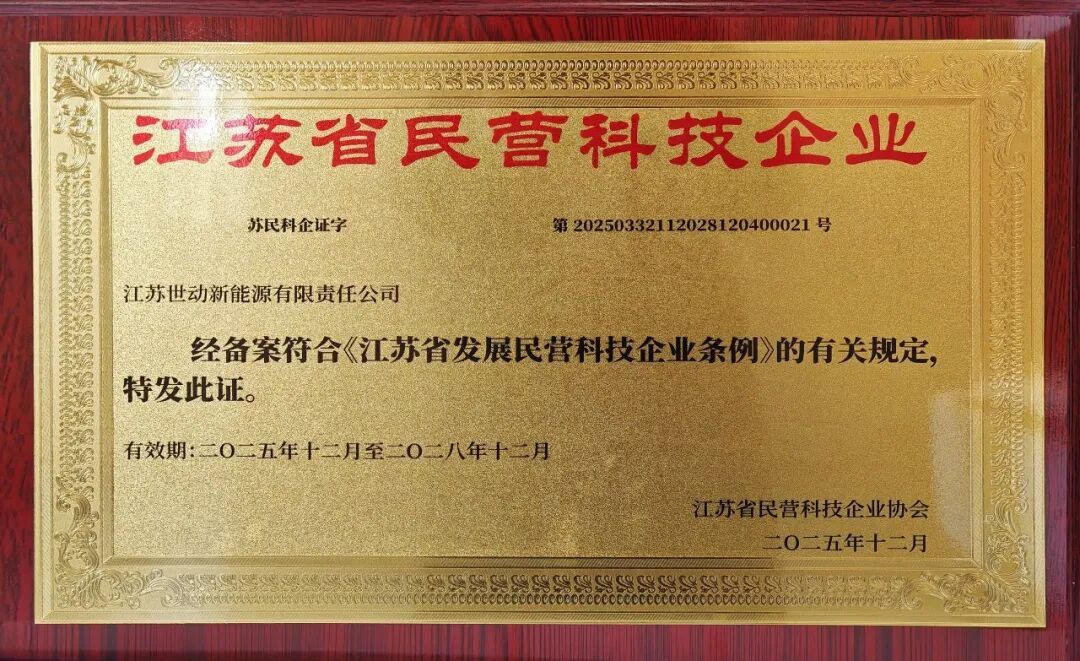 江苏省民营科技企业
苏民科企证字 第 20250332112028120400021 号
江苏世动新能源有限责任公司
经备案符合《江苏省发展民营科技企业条例》的有关规定，
特发此证。
有效期：二〇二五年十二月至二〇二八年十二月
江苏省民营科技企业协会
二〇二五年十二月